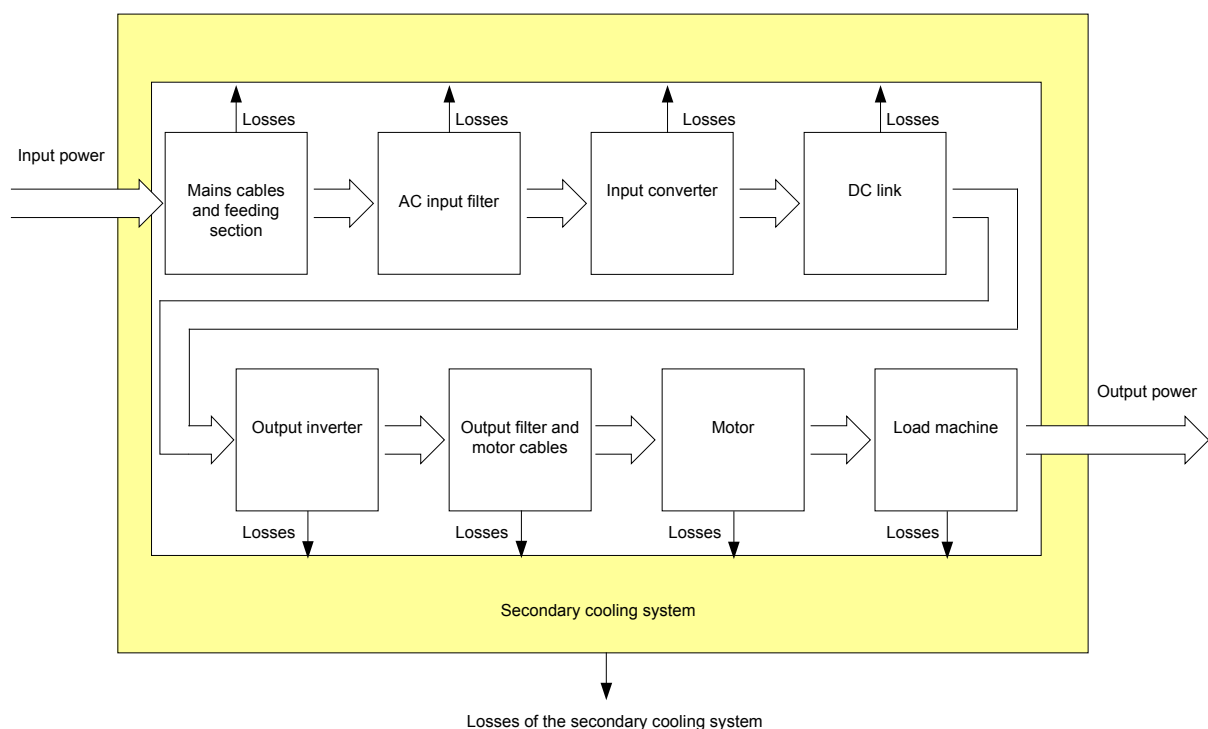 Losses
Losses
Losses
Losses
Input power
Mains cables
and feeding
section
AC input filter
Input converter
DC link
Output power
Output inverter
Output filter and
motor cables
Motor
Load machine
Losses
Losses
Losses
Losses
Secondary cooling system
Losses of the secondary cooling system